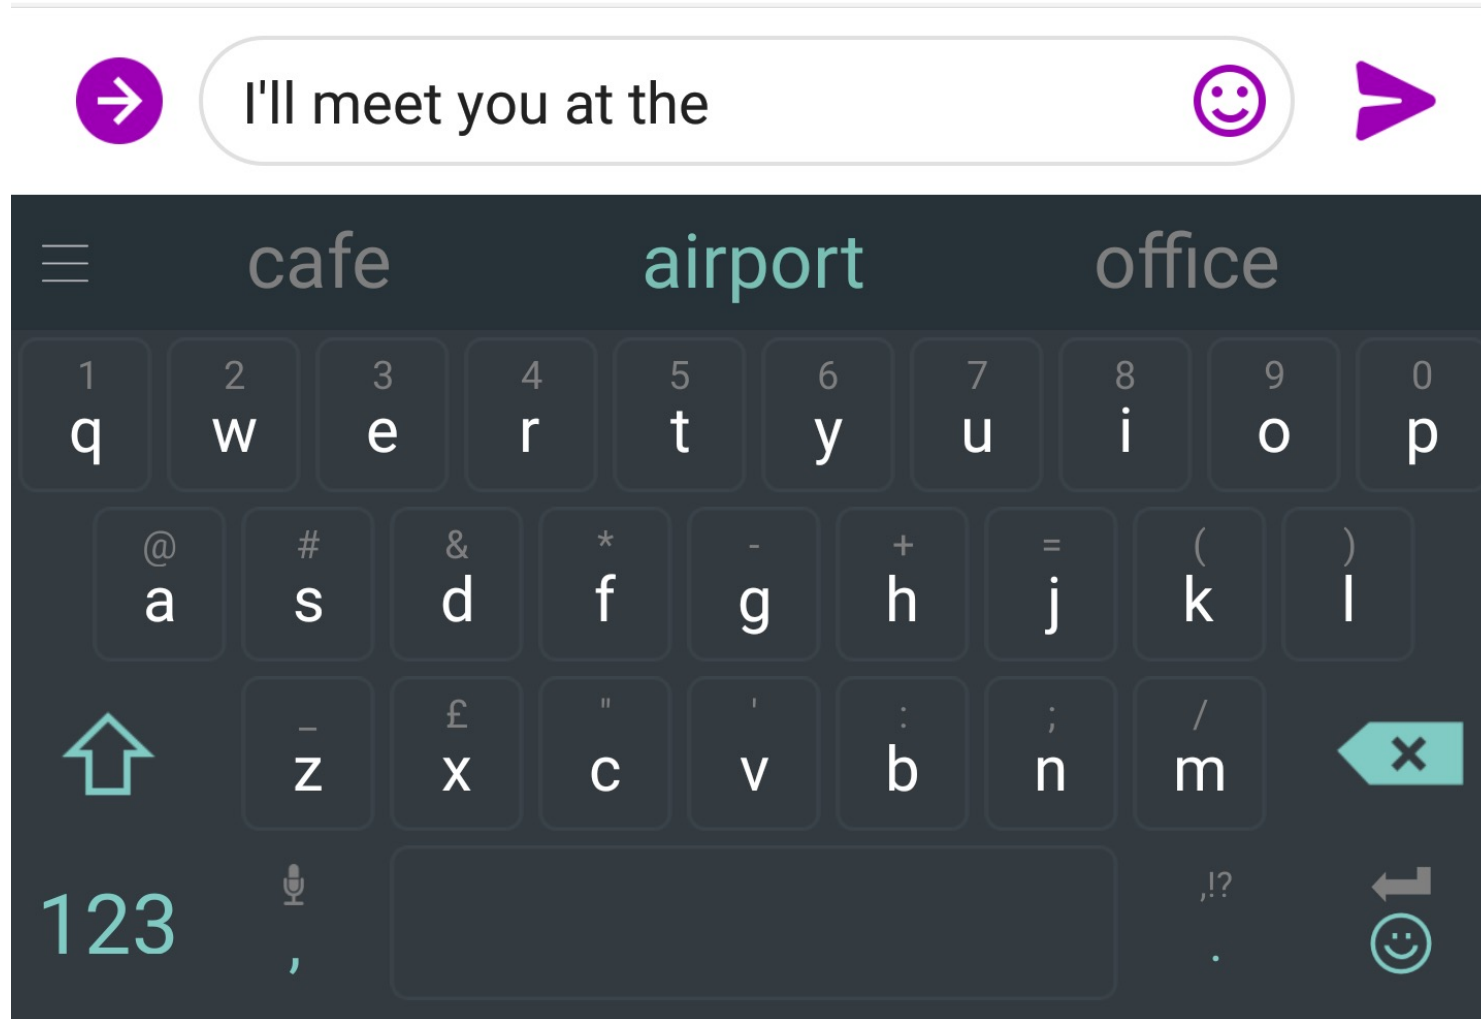 I'll meet you at the
cafe airport office
1 2 3 4 5 6 7 8 9 0
q w e r t y u i o p
@ # & * - + = ( )
a s d f g h j k l
_ £ " ' : ; /
z x c v b n m
,!?
123 , .